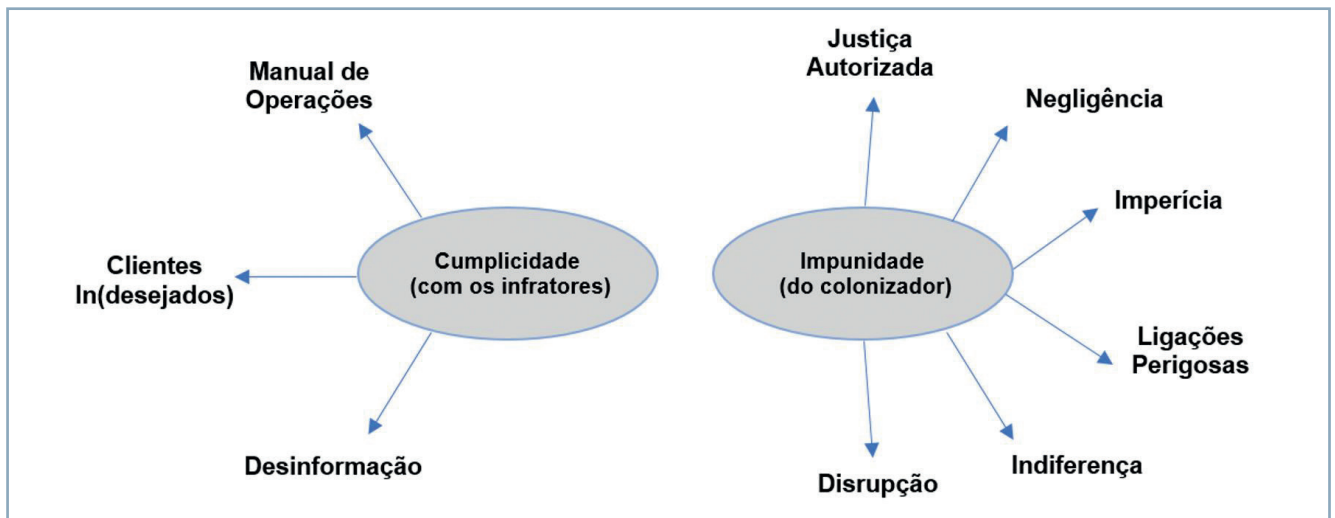 Manual de
Operações
Clientes
In(desejados)
Cumplicidade
(com os infratores)
Desinformação
Justiça
Autorizada
Negligência
Imperícia
Impunidade
(do colonizador)
Ligações
Perigosas
Indiferença
Disrupção